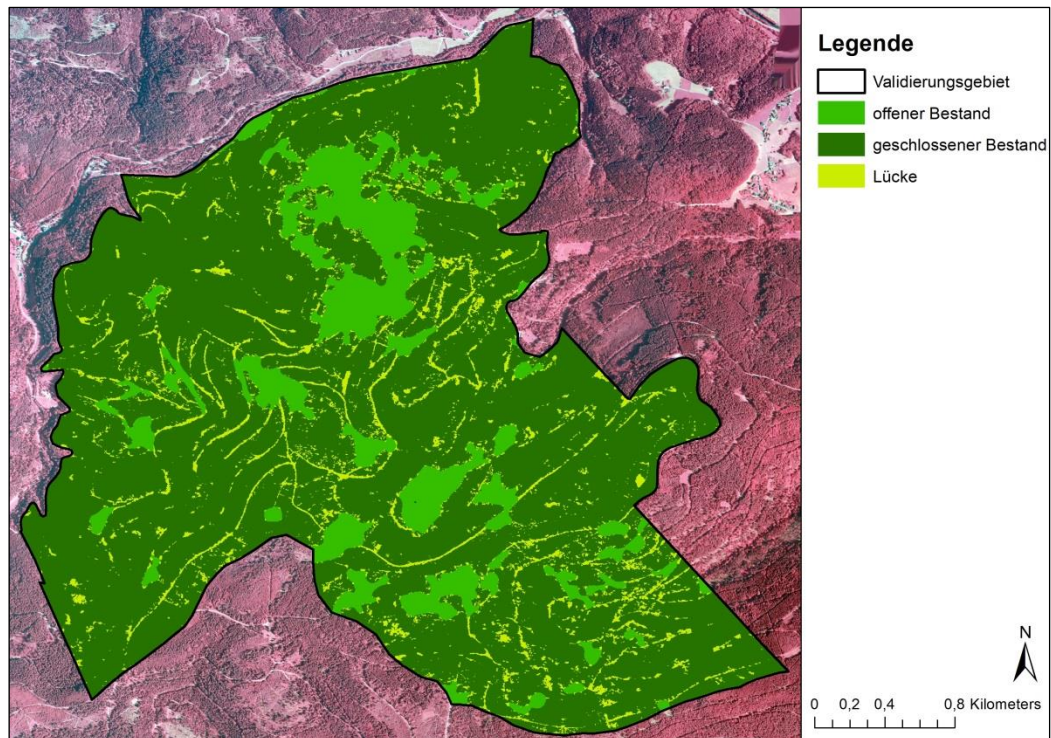 Legende
Validierungsgebiet
offener Bestand
geschlossener Bestand
Lücke
N
0 0,2 0,4 0,8 Kilometers